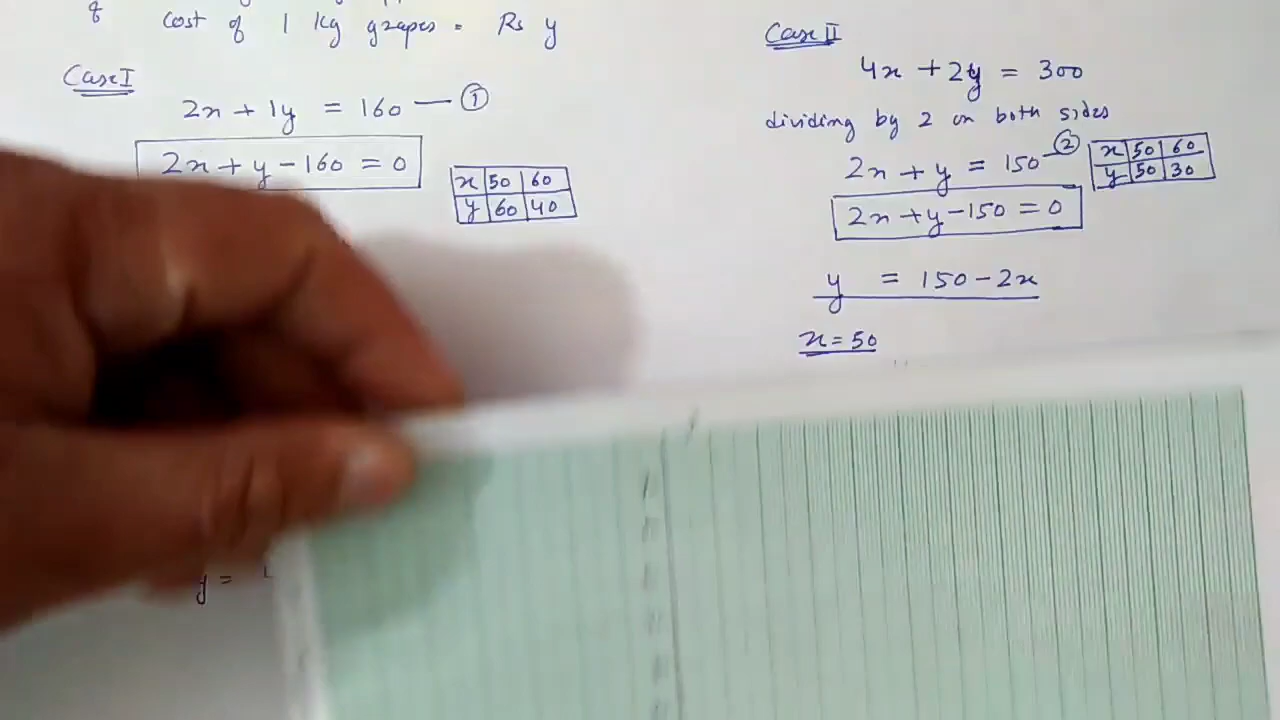 cost of 1 kg grapes = Rs y
Case I
2x + 1y = 160 — ①
2x + y - 160 = 0
x 50 60
y 60 40
y =
Case II
4x + 2y = 300
dividing by 2 on both sides
2x + y = 150 — ②
x 50 60
y 50 30
2x + y - 150 = 0
y = 150 - 2x
x = 50